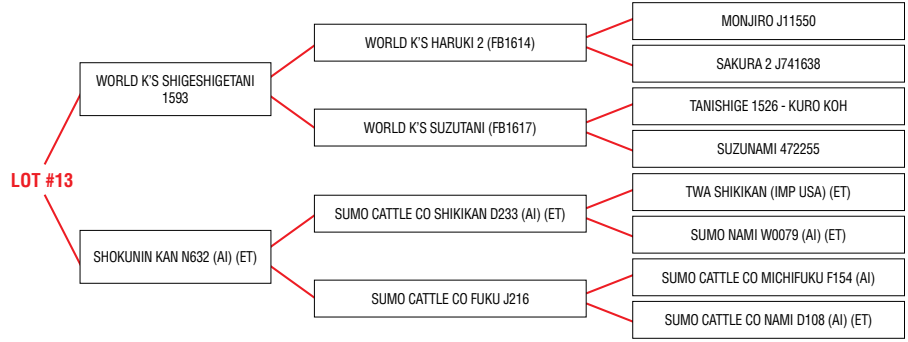 MONJIRO J11550
WORLD K'S HARUKI 2 (FB1614)
SAKURA 2 J741638
WORLD K'S SHIGESHIGETANI
1593
TANISHIGE 1526 - KURO KOH
WORLD K'S SUZUTANI (FB1617)
SUZUNAMI 472255
LOT #13
TWA SHIKIKAN (IMP USA) (ET)
SUMO CATTLE CO SHIKIKAN D233 (AI) (ET)
SUMO NAMI W0079 (AI) (ET)
SHOKUNIN KAN N632 (AI) (ET)
SUMO CATTLE CO MICHIFUKU F154 (AI)
SUMO CATTLE CO FUKU J216
SUMO CATTLE CO NAMI D108 (AI) (ET)